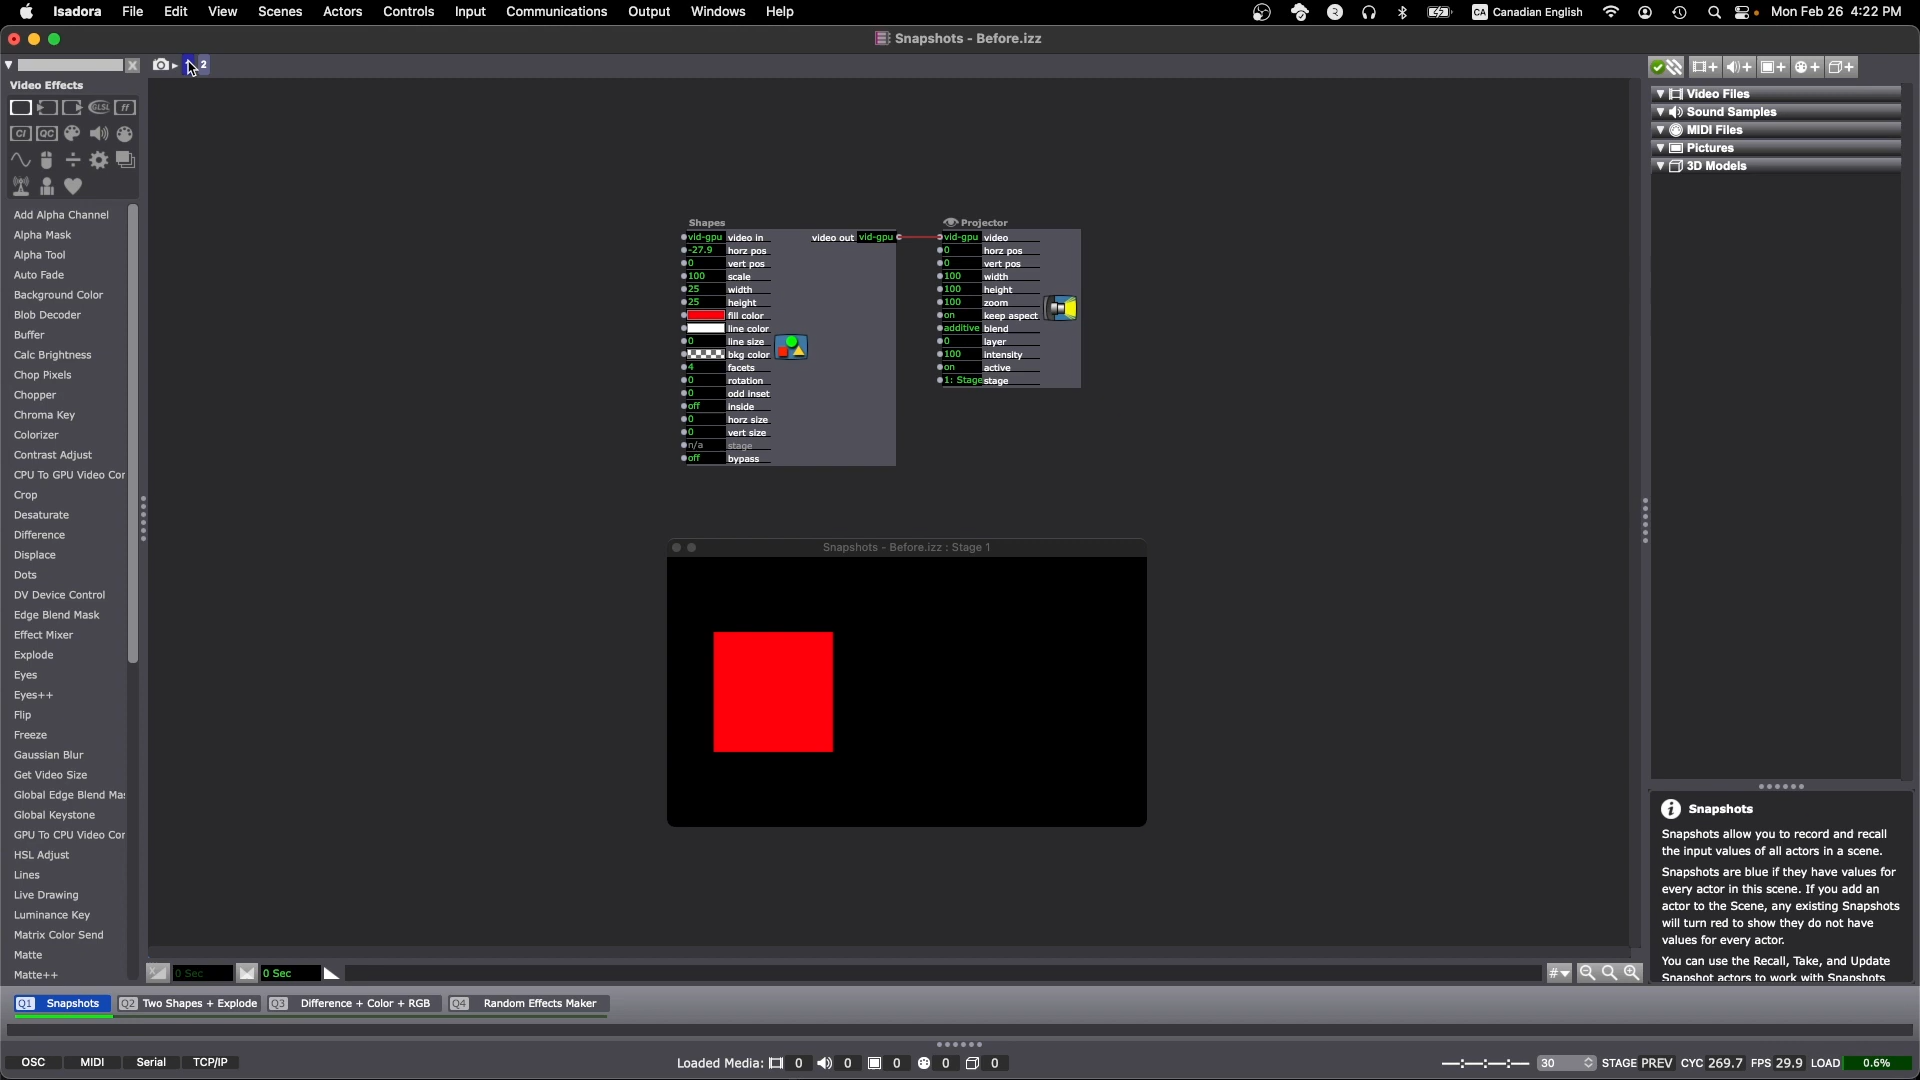 Isadora File Edit View Scenes Actors Controls Input Communications Output Windows Help CA Canadian English Mon Feb 26 4:22 PM
Snapshots - Before.izz
2
Video Effects
GLSL ff
CI QC
Add Alpha Channel
Alpha Mask
Alpha Tool
Auto Fade
Background Color
Blob Decoder
Buffer
Calc Brightness
Chop Pixels
Chopper
Chroma Key
Colorizer
Contrast Adjust
CPU To GPU Video Cor
Crop
Desaturate
Difference
Displace
Dots
DV Device Control
Edge Blend Mask
Effect Mixer
Explode
Eyes
Eyes++
Flip
Freeze
Gaussian Blur
Get Video Size
Global Edge Blend Ma
Global Keystone
GPU To CPU Video Cor
HSL Adjust
Lines
Live Drawing
Luminance Key
Matrix Color Send
Matte
Matte++
Shapes
vid-gpu video in video out vid-gpu
-27.9 horz pos
0 vert pos
100 scale
25 width
25 height
fill color
line color
0 line size
bkg color
4 facets
0 rotation
0 odd inset
off inside
0 horz size
0 vert size
n/a stage
off bypass
Projector
vid-gpu video
0 horz pos
0 vert pos
100 width
100 height
100 zoom
on keep aspect
additive blend
0 layer
100 intensity
on active
1: Stage stage
Snapshots - Before.izz : Stage 1
Video Files
Sound Samples
MIDI Files
Pictures
3D Models
Snapshots
Snapshots allow you to record and recall
the input values of all actors in a scene.
Snapshots are blue if they have values for
every actor in this scene. If you add an
actor to the Scene, any existing Snapshots
will turn red to show they do not have
values for every actor.
You can use the Recall, Take, and Update
Snapshot actors to work with Snapshots
0 Sec 0 Sec #
Q1 Snapshots Q2 Two Shapes + Explode Q3 Difference + Color + RGB Q4 Random Effects Maker
OSC MIDI Serial TCP/IP Loaded Media: 0 0 0 0 0 30 STAGE PREV CYC 269.7 FPS 29.9 LOAD 0.6%